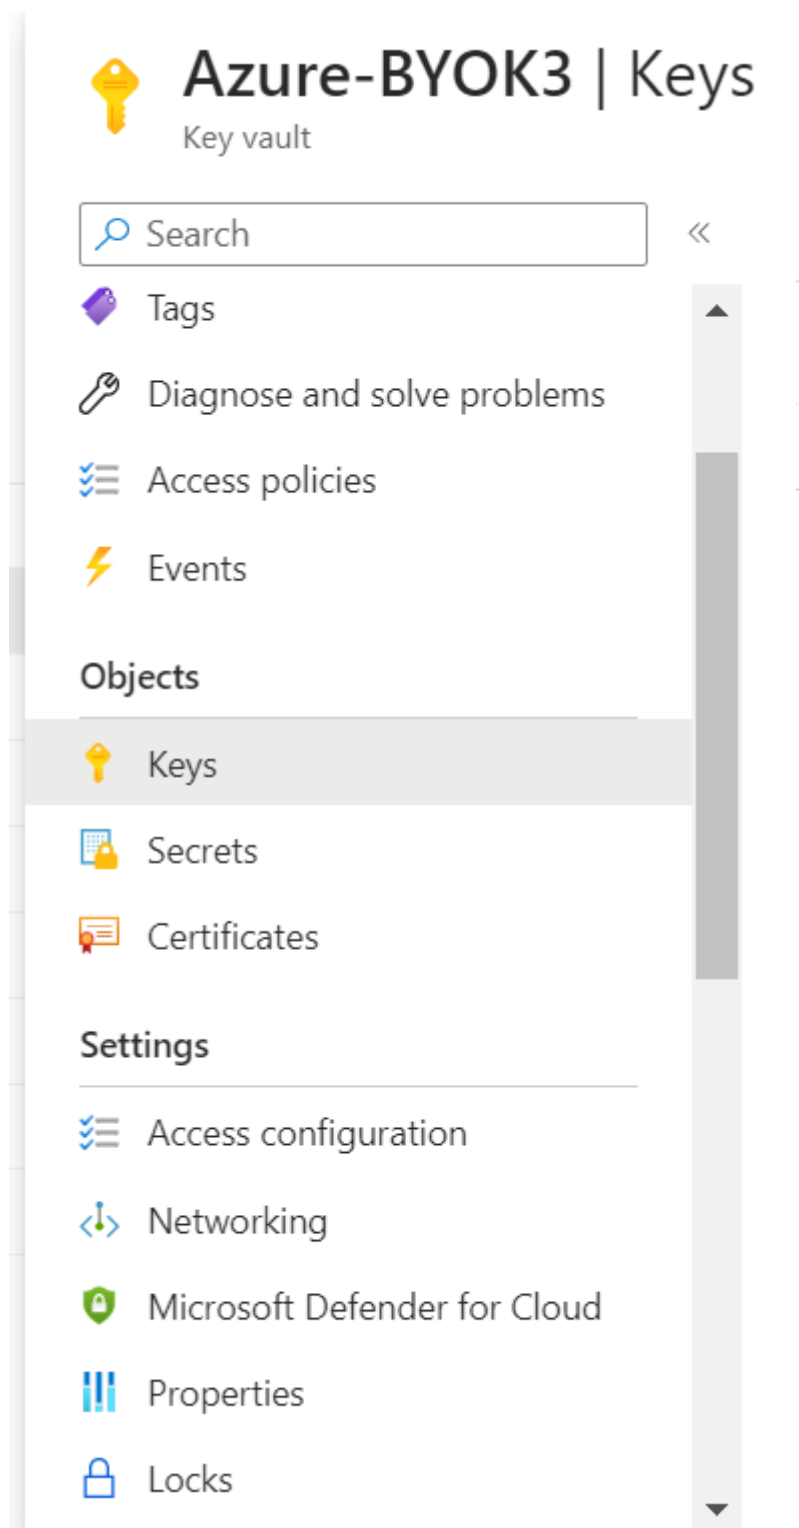 Azure-BYOK3 | Keys
Key vault
Search
Tags
Diagnose and solve problems
Access policies
Events
Objects
Keys
Secrets
Certificates
Settings
Access configuration
Networking
Microsoft Defender for Cloud
Properties
Locks